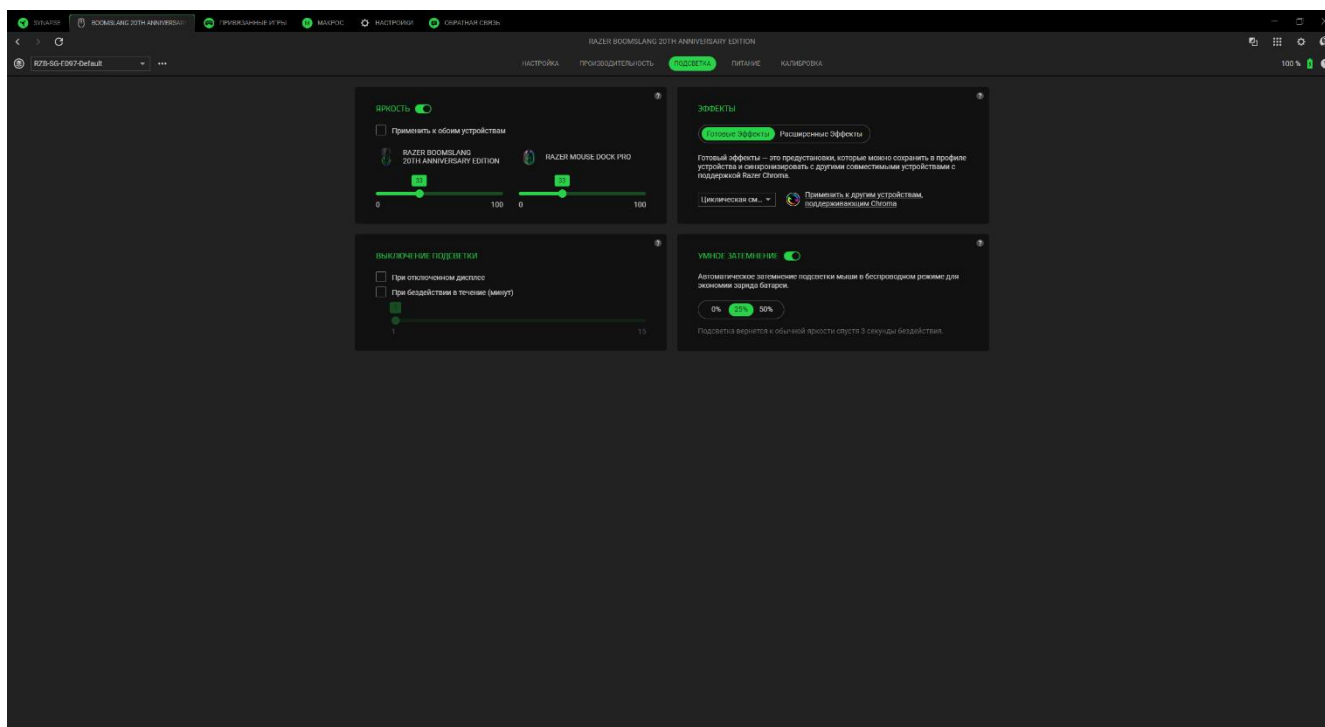 SYNAPSE
BOOMSLANG 20TH ANNIVERSARY
ПРИВЯЗАННЫЕ ИГРЫ
МАКРОС
НАСТРОЙКИ
ОБРАТНАЯ СВЯЗЬ
RAZER BOOMSLANG 20TH ANNIVERSARY EDITION
RZB-SG-E097-Default
НАСТРОЙКА ПРОИЗВОДИТЕЛЬНОСТЬ ПОДСВЕТКА ПИТАНИЕ КАЛИБРОВКА
100 %
ЯРКОСТЬ
Применить к обоим устройствам
RAZER BOOMSLANG
20TH ANNIVERSARY EDITION
RAZER MOUSE DOCK PRO
33 33
0 100 0 100
ЭФФЕКТЫ
Готовые Эффекты Расширенные Эффекты
Готовый эффекты – это предустановки, которые можно сохранить в профиле
устройства и синхронизировать с другими совместимыми устройствами с
поддержкой Razer Chroma.
Циклическая см...
Применить к другим устройствам,
поддерживающим Chroma
ВЫКЛЮЧЕНИЕ ПОДСВЕТКИ
При отключенном дисплее
При бездействии в течение (минут)
1 15
УМНОЕ ЗАТЕМНЕНИЕ
Автоматическое затемнение подсветки мыши в беспроводном режиме для
экономии заряда батареи.
0% 25% 50%
Подсветка вернется к обычной яркости спустя 3 секунды бездействия.